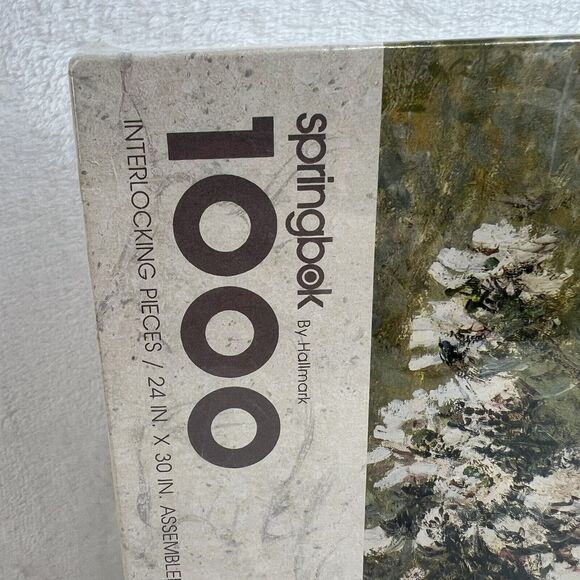 springbok By Hallmark
1000
INTERLOCKING PIECES / 24 IN. X 30 IN.